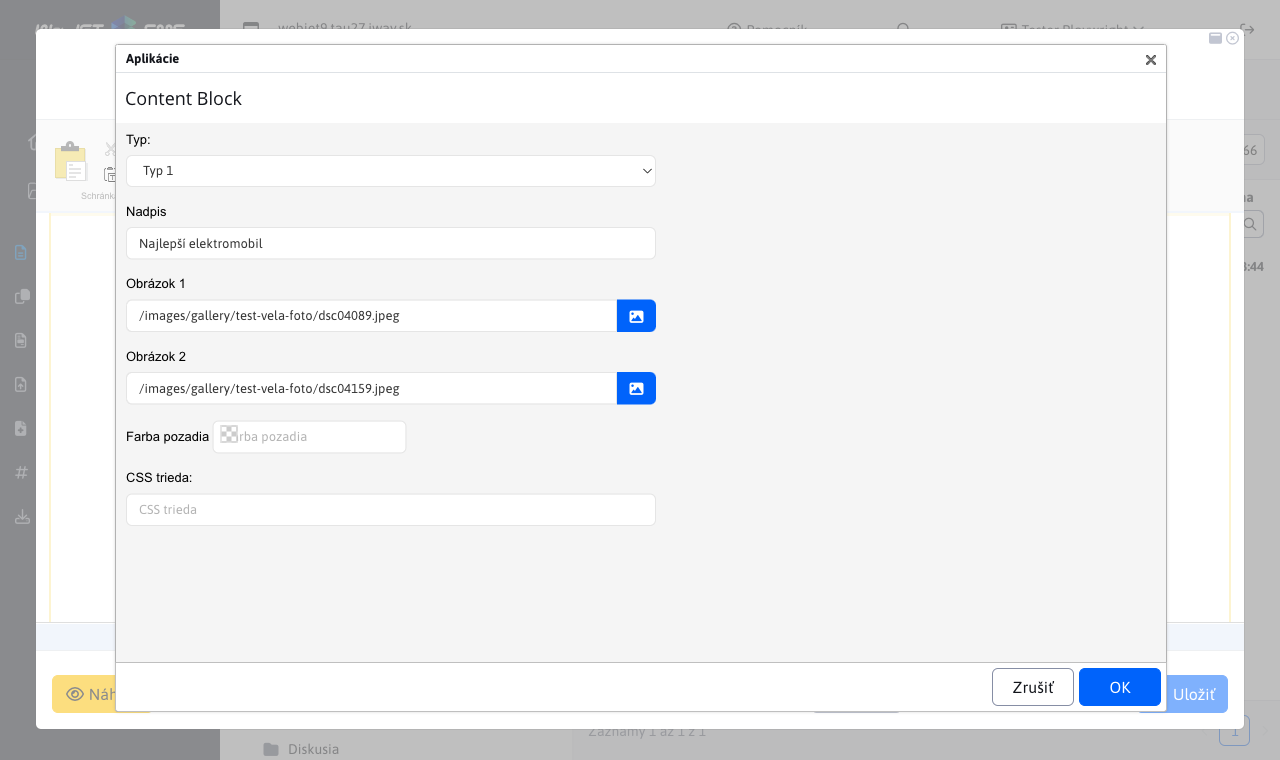 Aplikácie
Content Block
Typ:
Typ 1
Nadpis
Najlepší elektromobil
Obrázok 1
/images/gallery/test-vela-foto/dsc04089.jpeg
Obrázok 2
/images/gallery/test-vela-foto/dsc04159.jpeg
Farba pozadia
rba pozadia
CSS trieda:
CSS trieda
Zrušiť
OK
Uložiť
Záznamy 1 až 1 z 1
1
Diskusia